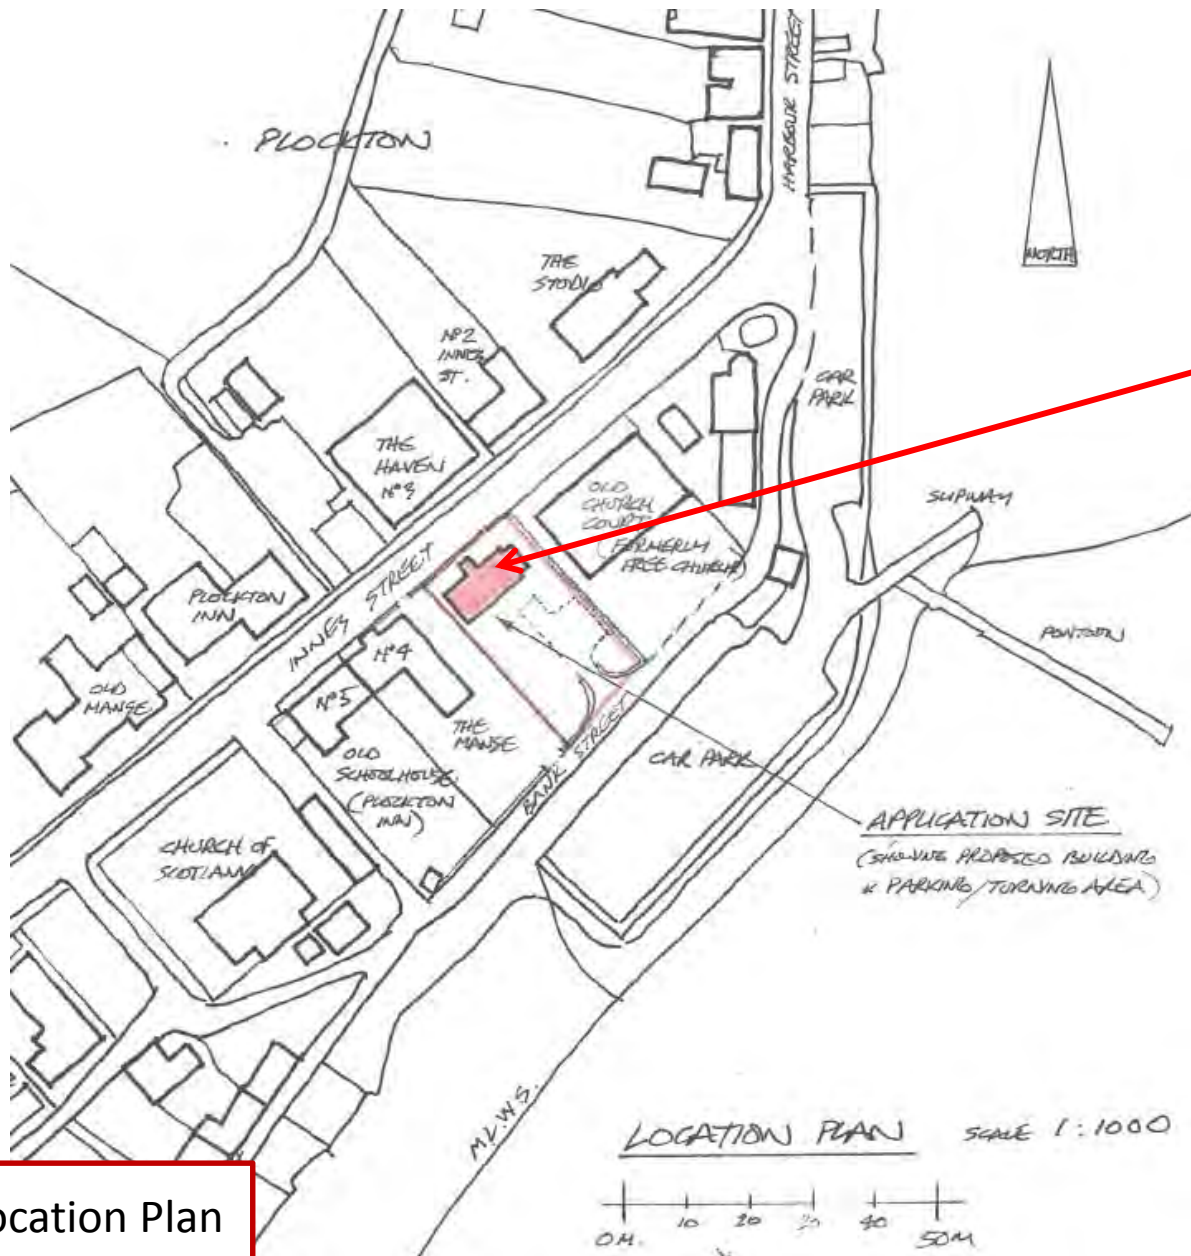 PLOCKTON
HARBOUR STREET
NORTH
THE
STUDIO
Nº2
INNES
ST.
CAR
PARK
THE
HAVEN
Nº3
OLD
CHURCH
COURT
(FORMERLY
FREE CHURCH)
SLIPWAY
INNES STREET
PLOCKTON
INN
PONTOON
Nº4
OLD
MANSE
Nº5
THE
MANSE
BANK STREET
CAR PARK
OLD
SCHOOLHOUSE
(PLOCKTON
INN)
APPLICATION SITE
(SHOWING PROPOSED BUILDING
& PARKING/TURNING AREA)
CHURCH OF
SCOTLAND
M.L.W.S.
LOCATION PLAN SCALE 1:1000
10 20 30 40
0M. 50M
ocation Plan